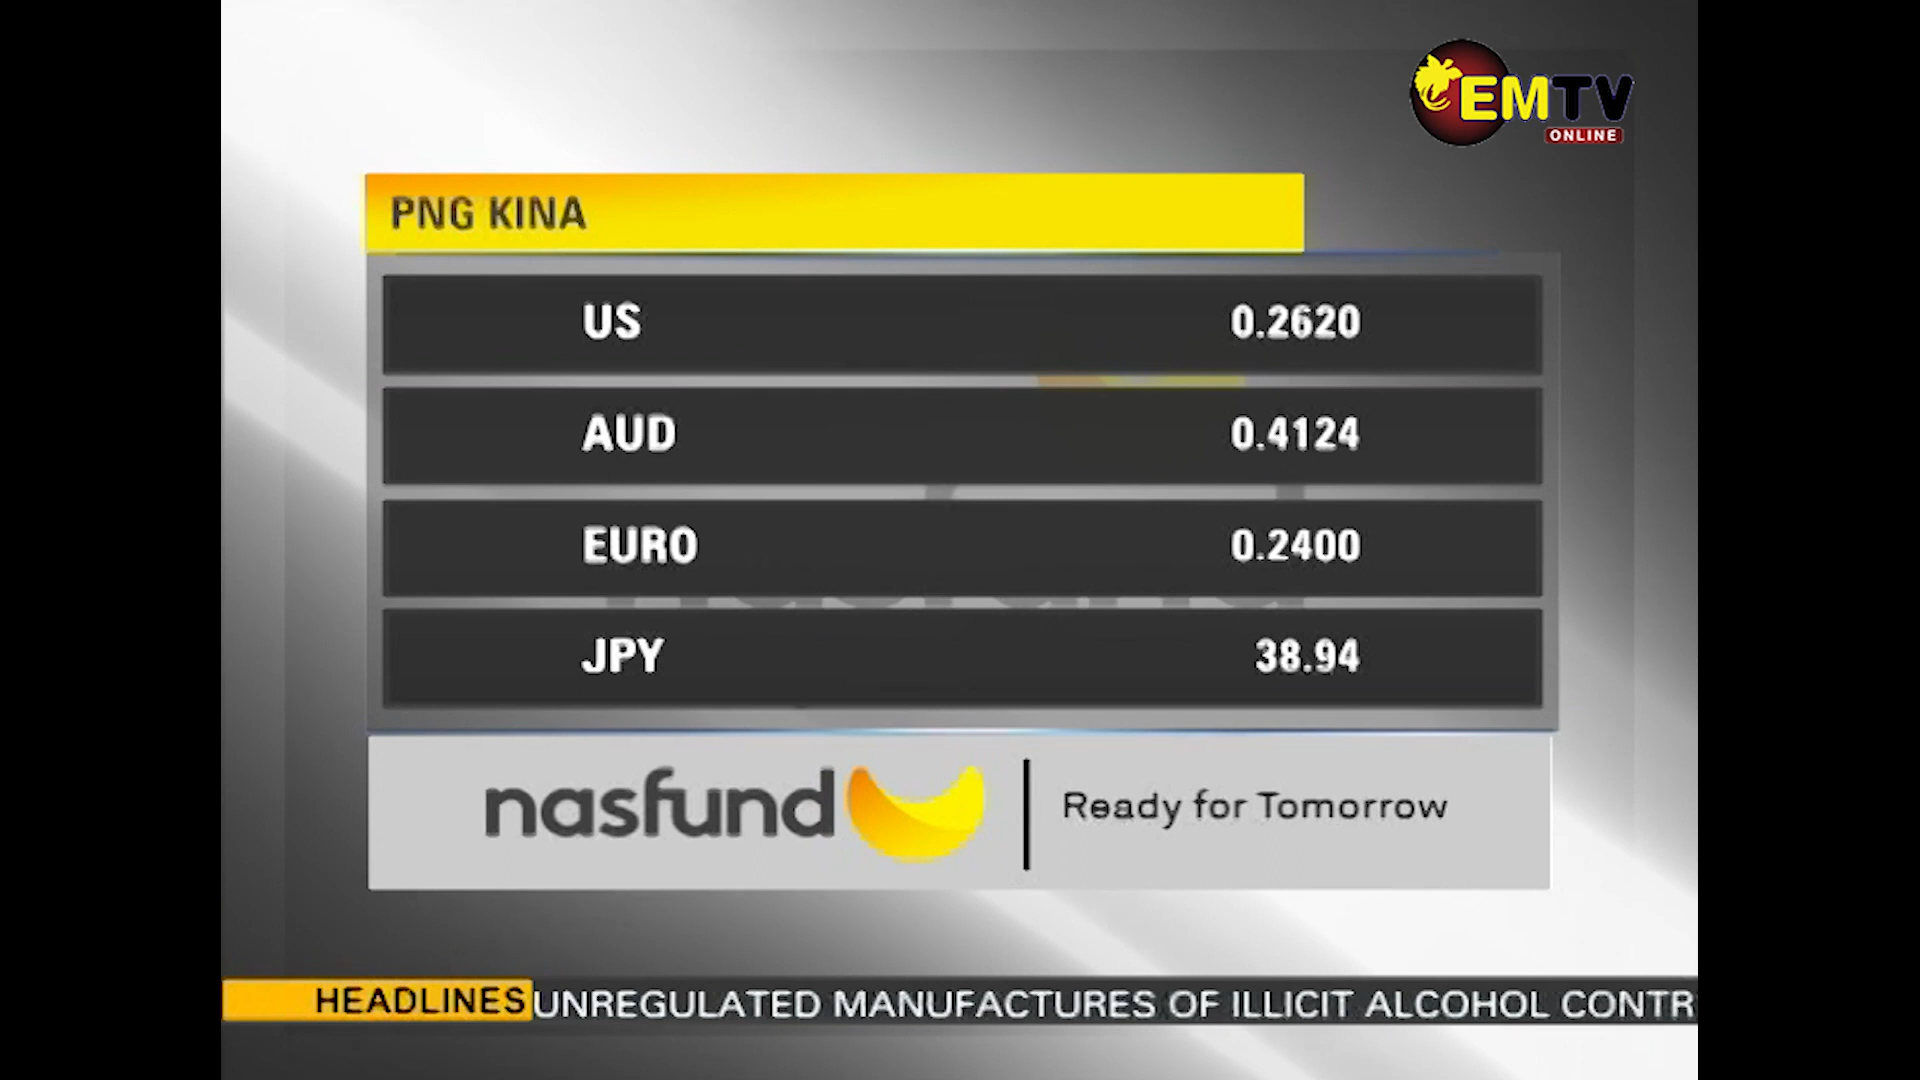 EMTV
ONLINE
PNG KINA
US 0.2620
AUD 0.4124
EURO 0.2400
JPY 38.94
nasfund
Ready for Tomorrow
HEADLINES UNREGULATED MANUFACTURES OF ILLICIT ALCOHOL CONTR